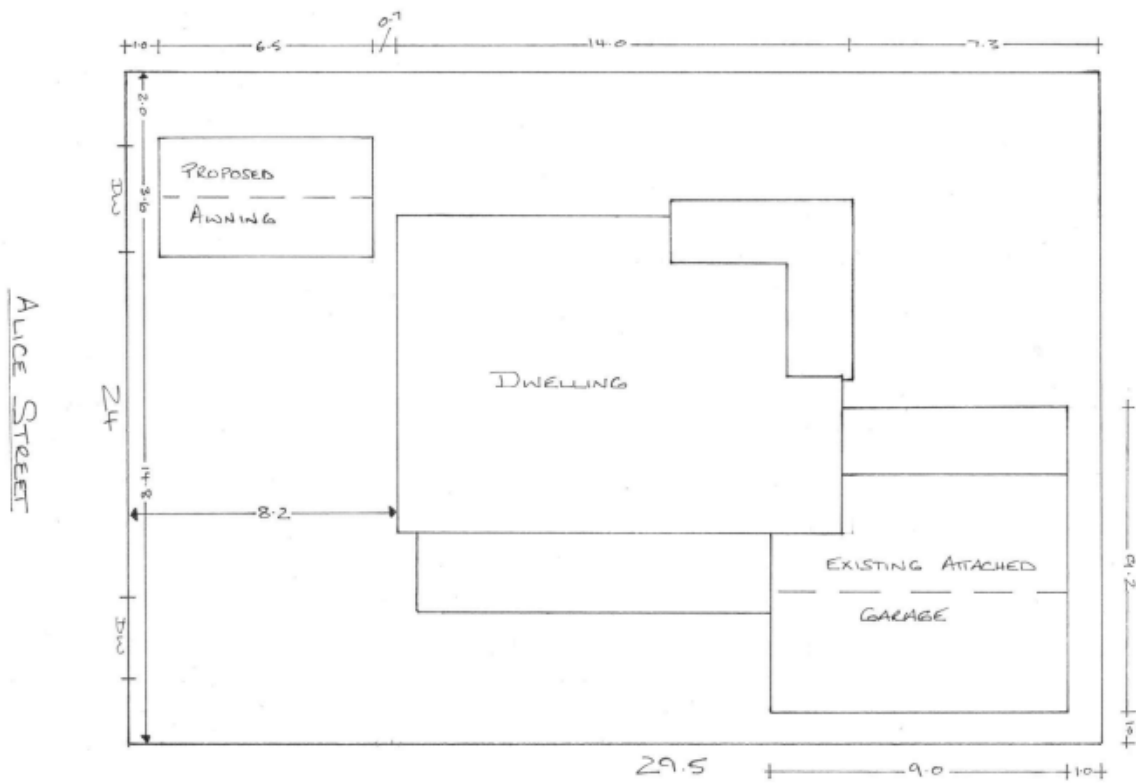 0.7
1.0
6.5
14.0
7.3
2.0
DW
3.6
PROPOSED
AWNING
ALICE STREET
24
DWELLING
14.8
8.2
EXISTING ATTACHED
GARAGE
9.2
DW
1.0
29.5
9.0
1.0